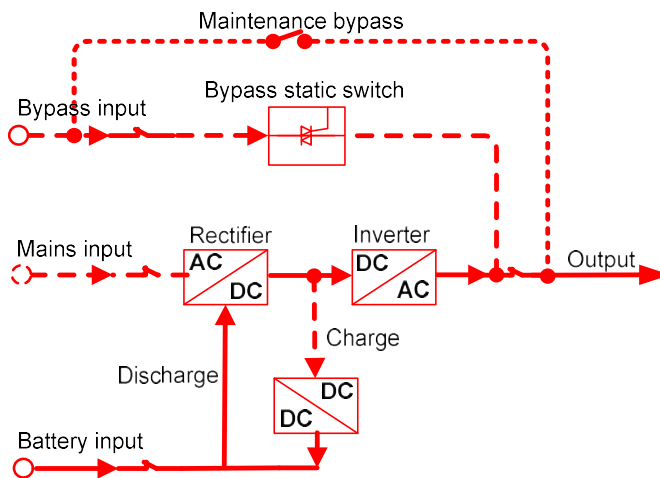 Maintenance bypass
Bypass input
Bypass static switch
Mains input
Rectifier
Inverter
AC
DC
DC
AC
Output
Discharge
Charge
DC
DC
Battery input